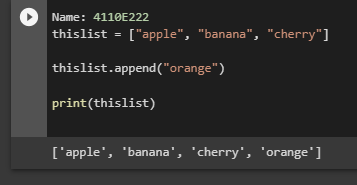 Name: 4110E222
thislist = ["apple", "banana", "cherry"]
thislist.append("orange")
print(thislist)
['apple', 'banana', 'cherry', 'orange']